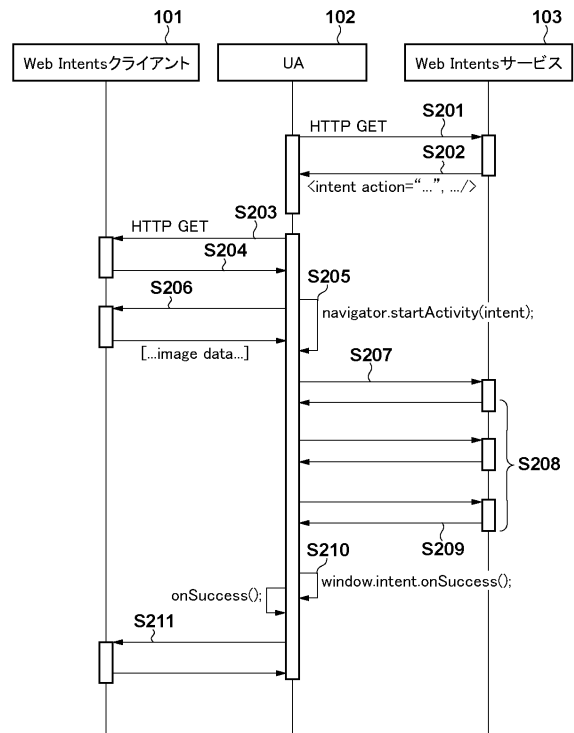 101
102
103
Web Intentsクライアント
UA
Web Intentsサービス
S201
HTTP GET
S202
<intent action=“...”, .../>
S203
HTTP GET
S204
S205
S206
navigator.startActivity(intent);
[...image data...]
S207
S208
S209
S210
window.intent.onSuccess();
onSuccess();
S211